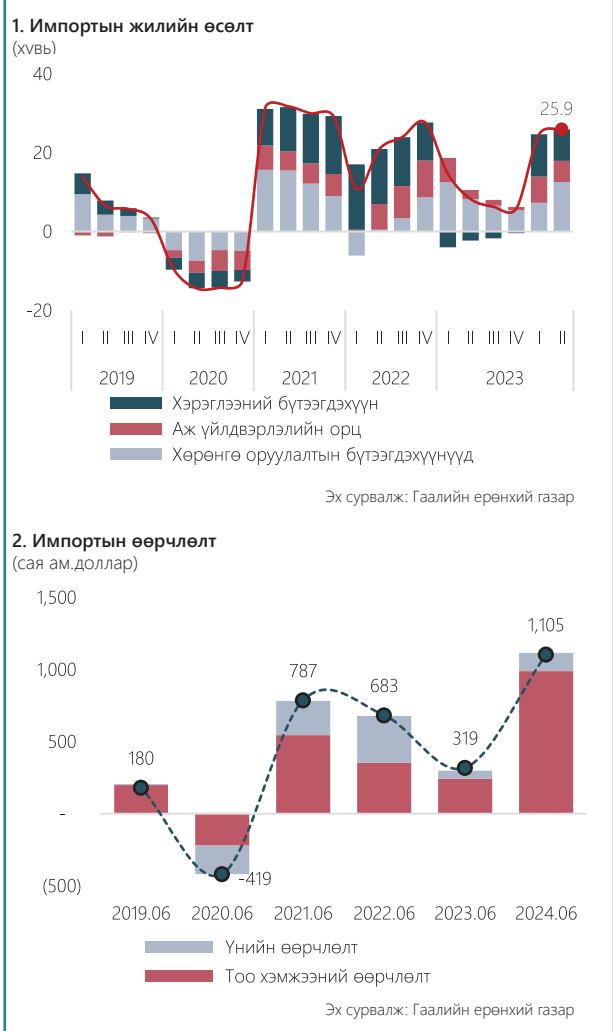 1. Импортын жилийн өсөлт
(хувь)
40
25.9
20
0
-20
I II III IV I II III IV I II III IV I II III IV I II III IV I II
2019 2020 2021 2022 2023
Хэрэглээний бүтээгдэхүүн
Аж үйлдвэрлэлийн орц
Хөрөнгө оруулалтын бүтээгдэхүүнүүд
Эх сурвалж: Гаалийн ерөнхий газар
2. Импортын өөрчлөлт
(сая ам.доллар)
1,500
1,105
1,000
787
683
500
319
180
-
-419
(500)
2019.06 2020.06 2021.06 2022.06 2023.06 2024.06
Үнийн өөрчлөлт
Тоо хэмжээний өөрчлөлт
Эх сурвалж: Гаалийн ерөнхий газар